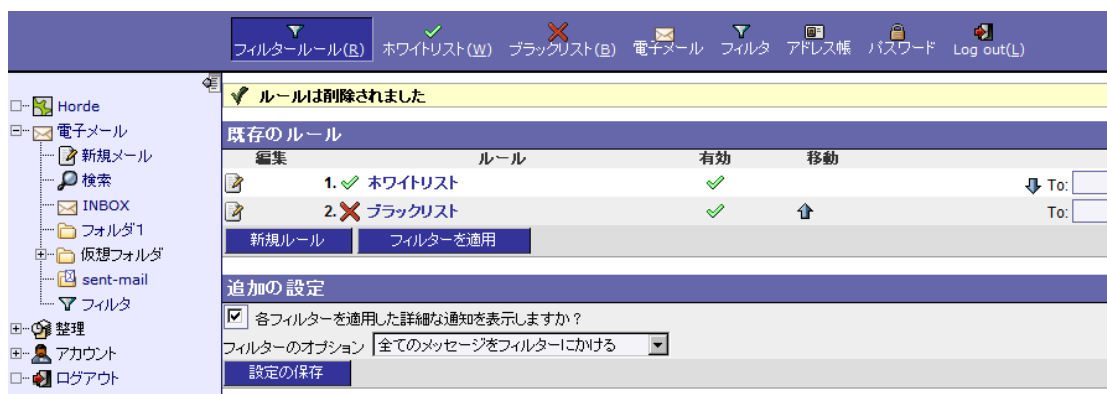 フィルタールール(R) ホワイトリスト(W) ブラックリスト(B) 電子メール フィルタ アドレス帳 パスワード Log out(L)
Horde
電子メール
新規メール
検索
INBOX
フォルダ1
仮想フォルダ
sent-mail
フィルタ
整理
アカウント
ログアウト
ルールは削除されました
既存のルール
編集 ルール 有効 移動
1. ホワイトリスト To:
2. ブラックリスト To:
新規ルール フィルターを適用
追加の設定
各フィルターを適用した詳細な通知を表示しますか？
フィルターのオプション 全てのメッセージをフィルターにかける
設定の保存